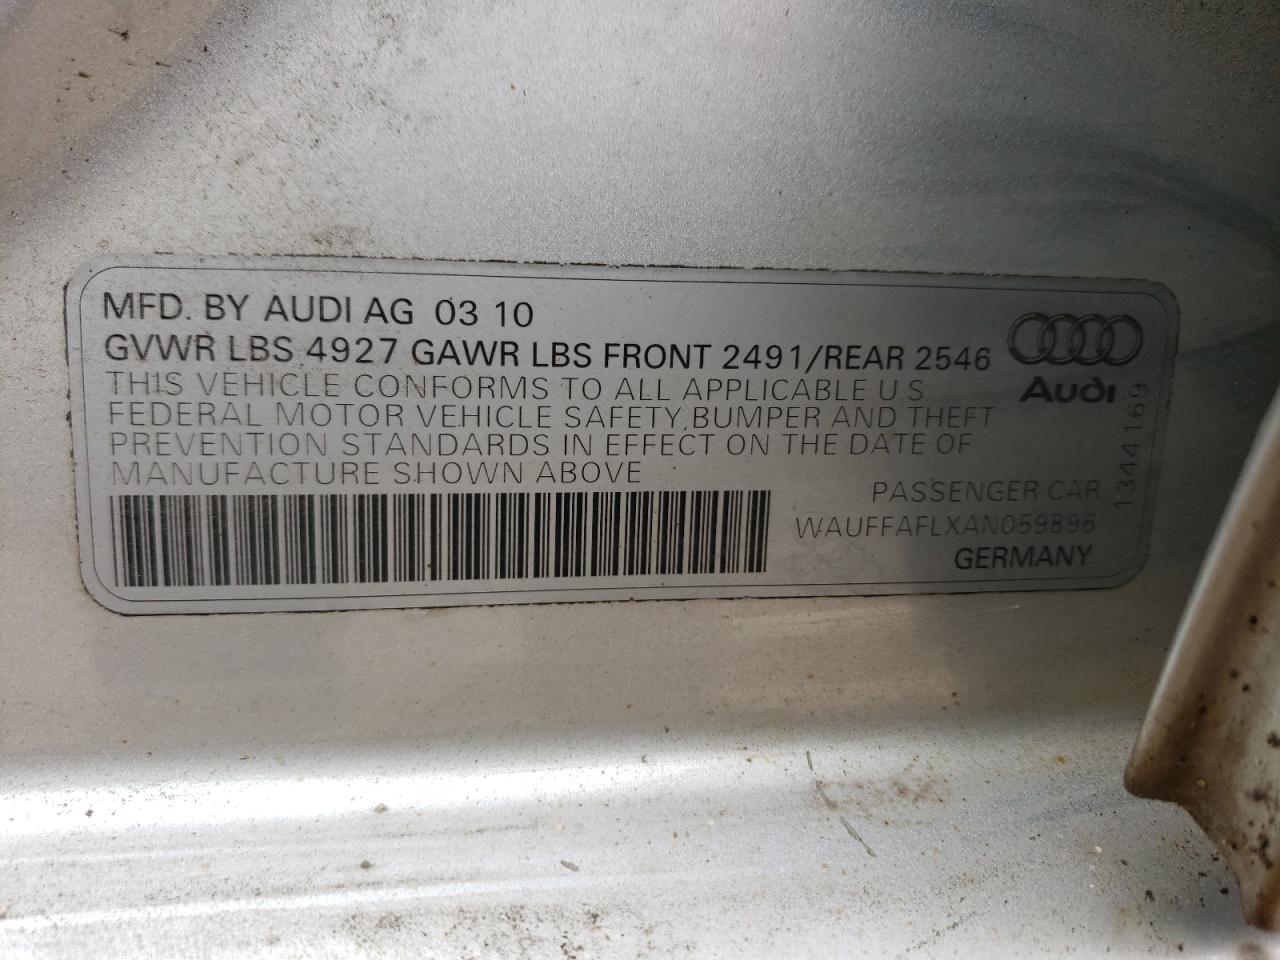 MFD. BY AUDI AG 03 10
GVWR LBS 4927 GAWR LBS FRONT 2491/REAR 2546
THIS VEHICLE CONFORMS TO ALL APPLICABLE U.S
FEDERAL MOTOR VEHICLE SAFETY, BUMPER AND THEFT
PREVENTION STANDARDS IN EFFECT ON THE DATE OF
MANUFACTURE SHOWN ABOVE
Audi
1344169
PASSENGER CAR
WAUFFAFLXAN059896
GERMANY